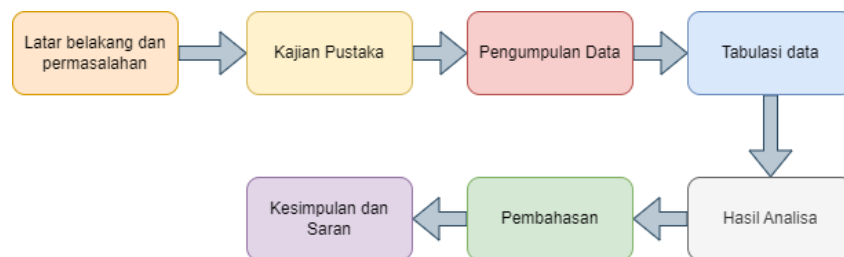 Latar belakang dan
permasalahan
Kajian Pustaka
Pengumpulan Data
Tabulasi data
Hasil Analisa
Pembahasan
Kesimpulan dan
Saran